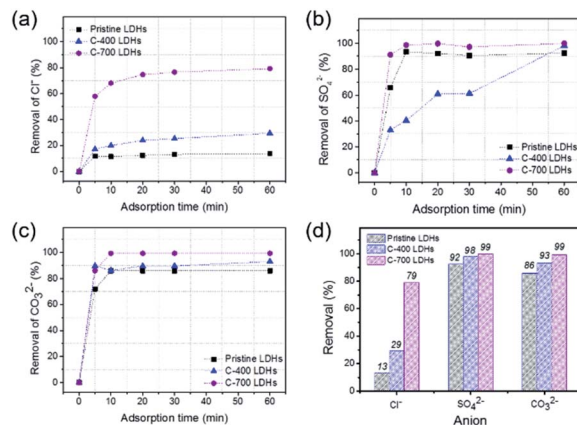 (a)
Pristine LDHs
C-400 LDHs
C-700 LDHs
Removal of Cl⁻ (%)
100
80
60
40
20
0
0 10 20 30 40 50 60
Adsorption time (min)
(b)
Removal of SO₄²⁻ (%)
100
80
60
40
20
0
Pristine LDHs
C-400 LDHs
C-700 LDHs
0 10 20 30 40 50 60
Adsorption time (min)
(c)
Removal of CO₃²⁻ (%)
100
80
60
40
20
0
Pristine LDHs
C-400 LDHs
C-700 LDHs
0 10 20 30 40 50 60
Adsorption time (min)
(d)
Pristine LDHs
C-400 LDHs
C-700 LDHs
Removal (%)
100
80
60
40
20
0
13 29 79
92 98 99
86 93 99
Cl⁻ SO₄²⁻ CO₃²⁻
Anion